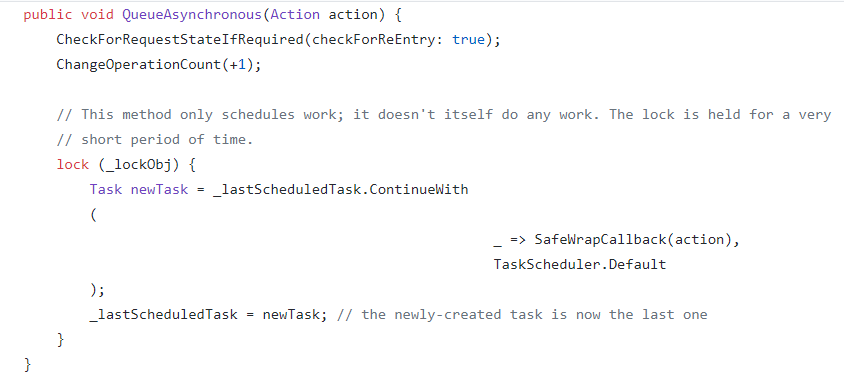 public void QueueAsynchronous(Action action) {
CheckForRequestStateIfRequired(checkForReEntry: true);
ChangeOperationCount(+1);
// This method only schedules work; it doesn't itself do any work. The lock is held for a very
// short period of time.
lock (_lockObj) {
Task newTask = _lastScheduledTask.ContinueWith
(
_ => SafeWrapCallback(action),
TaskScheduler.Default
);
_lastScheduledTask = newTask; // the newly-created task is now the last one
}
}